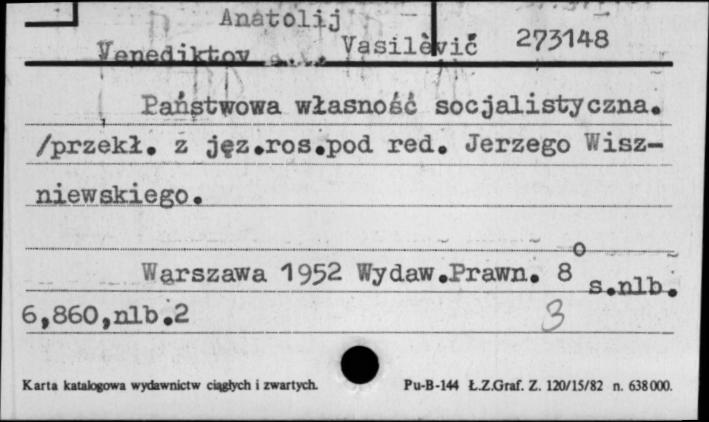 Anatolij
Venediktov Vasilèvič 273148
Państwowa własność socjalistyczna.
/przekł. z jęz.ros.pod red. Jerzego Wisz-
niewskiego.
Warszawa 1952 Wydaw.Prawn. 8° s.nlb.
6,860,nlb.2 3
Karta katalogowa wydawnictw ciągłych i zwartych. Pu-B-144 Ł.Z.Graf. Z. 120/15/82 n. 638000.